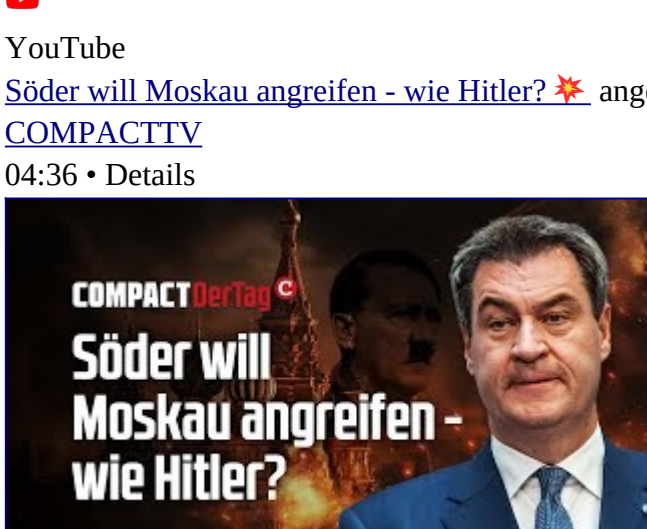 YouTube
Söder will Moskau angreifen - wie Hitler? 💥 ang
COMPACTTV
04:36 • Details
COMPACT DerTag C
Söder will
Moskau angreifen -
wie Hitler?